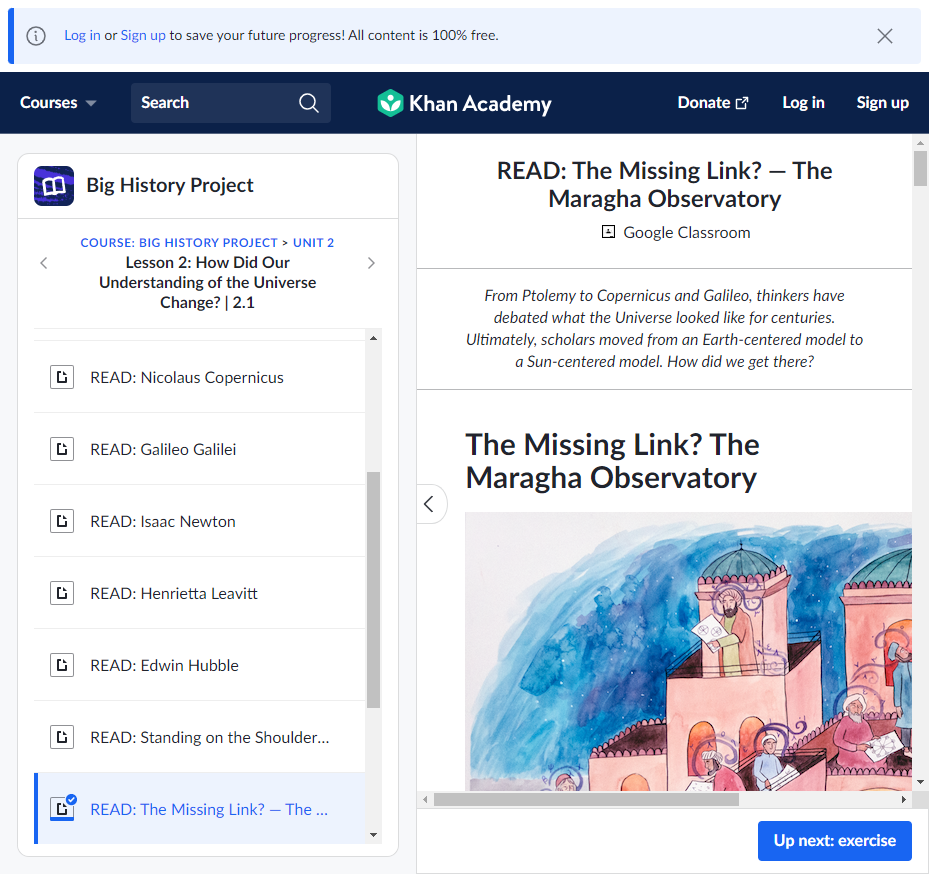 Log in or Sign up to save your future progress! All content is 100% free.
Courses
Search
Khan Academy
Donate
Log in
Sign up
Big History Project
COURSE: BIG HISTORY PROJECT > UNIT 2
Lesson 2: How Did Our
Understanding of the Universe
Change? | 2.1
READ: Nicolaus Copernicus
READ: Galileo Galilei
READ: Isaac Newton
READ: Henrietta Leavitt
READ: Edwin Hubble
READ: Standing on the Shoulder...
READ: The Missing Link? — The ...
READ: The Missing Link? — The
Maragha Observatory
Google Classroom
From Ptolemy to Copernicus and Galileo, thinkers have
debated what the Universe looked like for centuries.
Ultimately, scholars moved from an Earth-centered model to
a Sun-centered model. How did we get there?
The Missing Link? The
Maragha Observatory
Up next: exercise